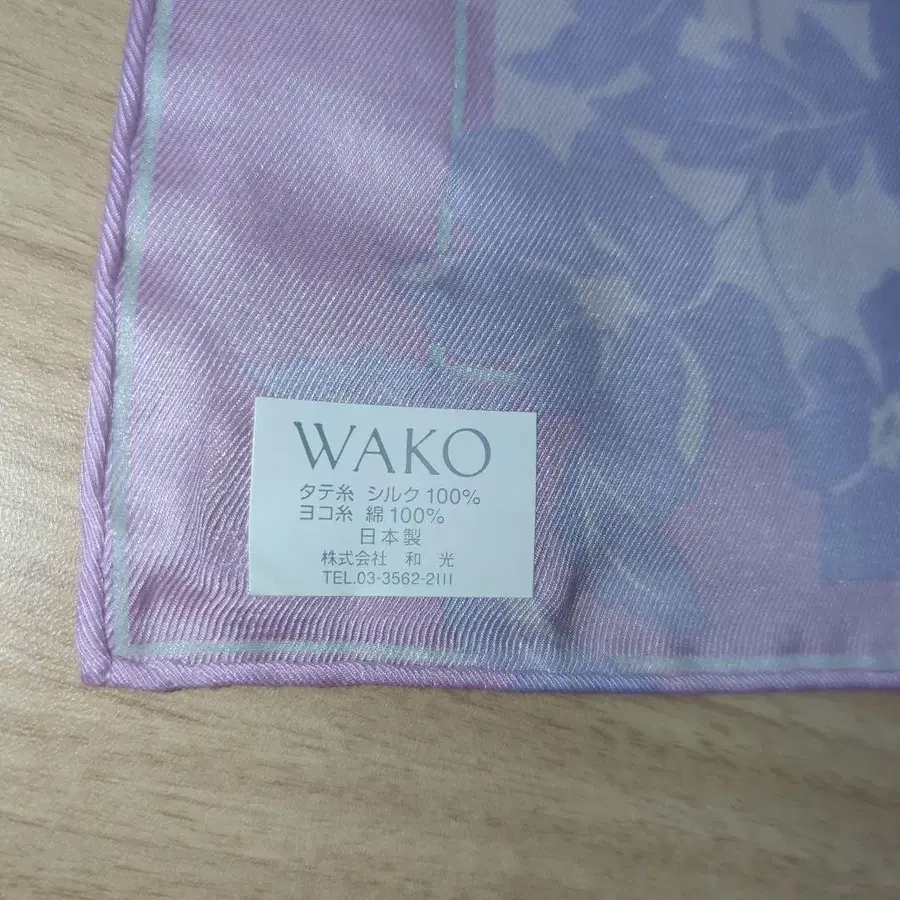 WAKO
タテ糸 シルク100%
ヨコ糸 綿100%
日本製
株式会社 和 光
TEL.03-3562-2111